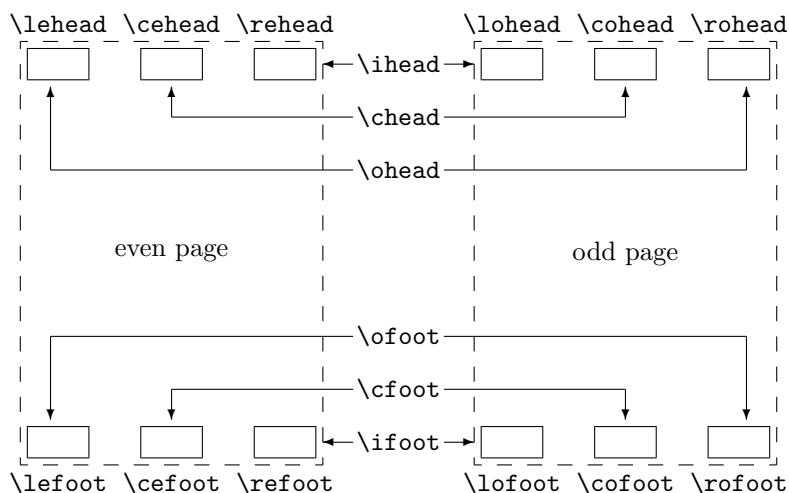 \lehead \cehead \rehead \lohead \cohead \rohead
\ihead
\chead
\ohead
even page odd page
\ofoot
\cfoot
\ifoot
\lefoot \cefoot \refoot \lofoot \cofoot \rofoot